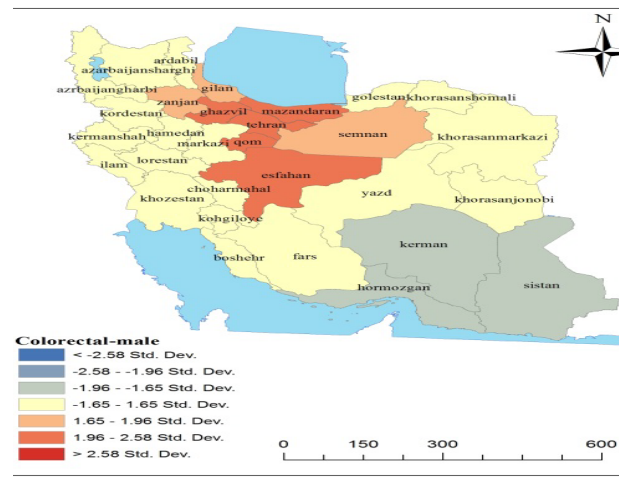 N
ardabil
azarbaijansharghi
azrbaijangharbi
gilan
zanjan
golestan
khorasanshomali
ghazvil
mazandaran
kordestan
tehran
semnan
kermanshah
hamedan
markazi
qom
khorasanmarkazi
ilam
lorestan
esfahan
choharmahal
yazd
khozestan
khorasanjonobi
kohgiloye
kerman
boshehr
fars
sistan
hormozgan
Colorectal-male
< -2.58 Std. Dev.
-2.58 - -1.96 Std. Dev.
-1.96 - -1.65 Std. Dev.
-1.65 - 1.65 Std. Dev.
1.65 - 1.96 Std. Dev.
1.96 - 2.58 Std. Dev.
> 2.58 Std. Dev.
0 150 300 600